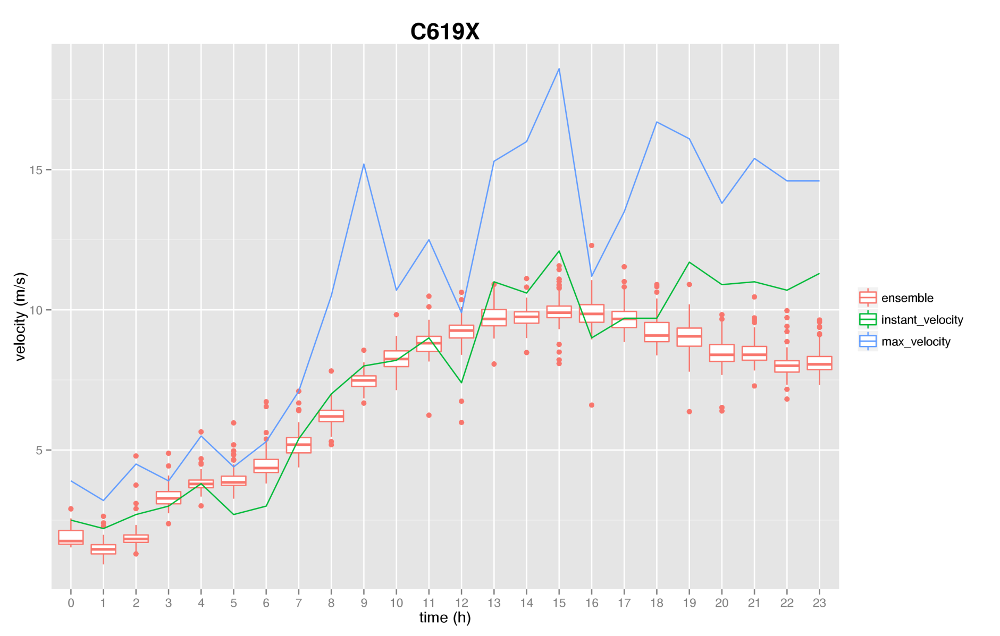 C619X
velocity (m/s)
15
10
5
0 1 2 3 4 5 6 7 8 9 10 11 12 13 14 15 16 17 18 19 20 21 22 23
time (h)
ensemble
instant_velocity
max_velocity